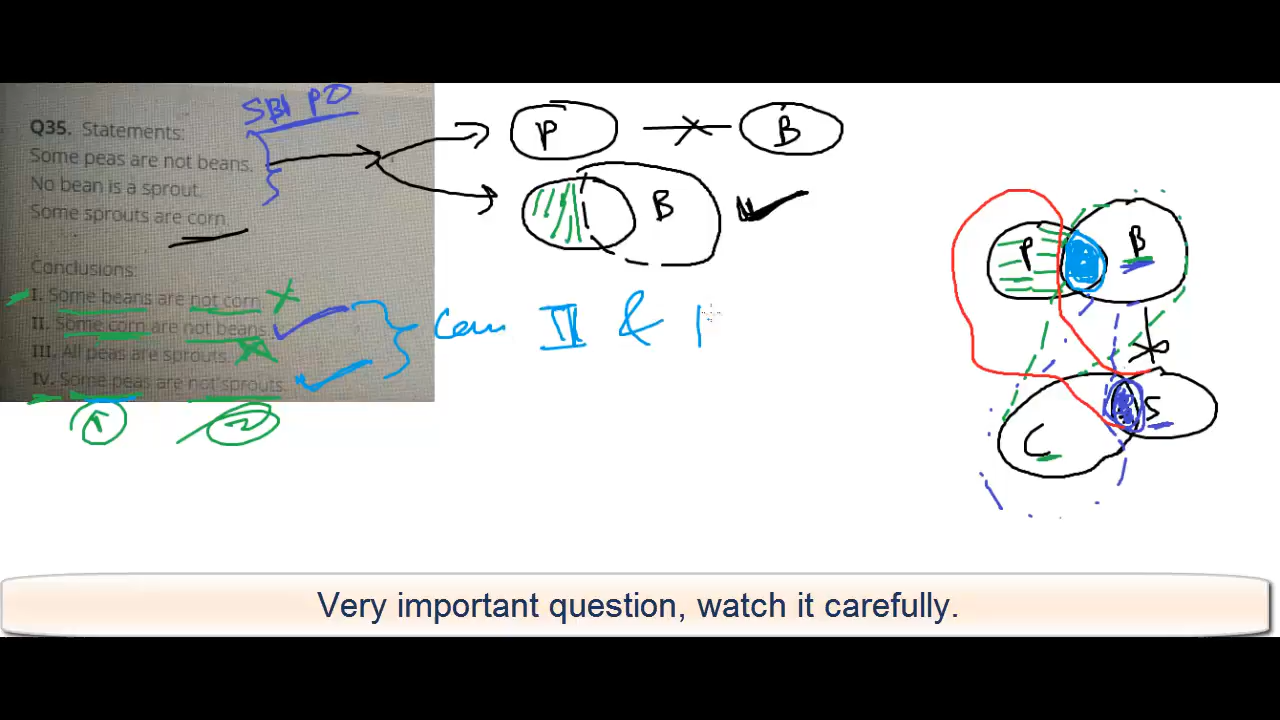 SBI PO
Q35. Statements:
Some peas are not beans.
No bean is a sprout.
Some sprouts are corn.
Conclusions:
I. Some beans are not corn
II. Some corn are not beans.
III. All peas are sprouts.
IV. Some peas are not sprouts.
P
B
B
II &
P
B
C
S
Very important question, watch it carefully.